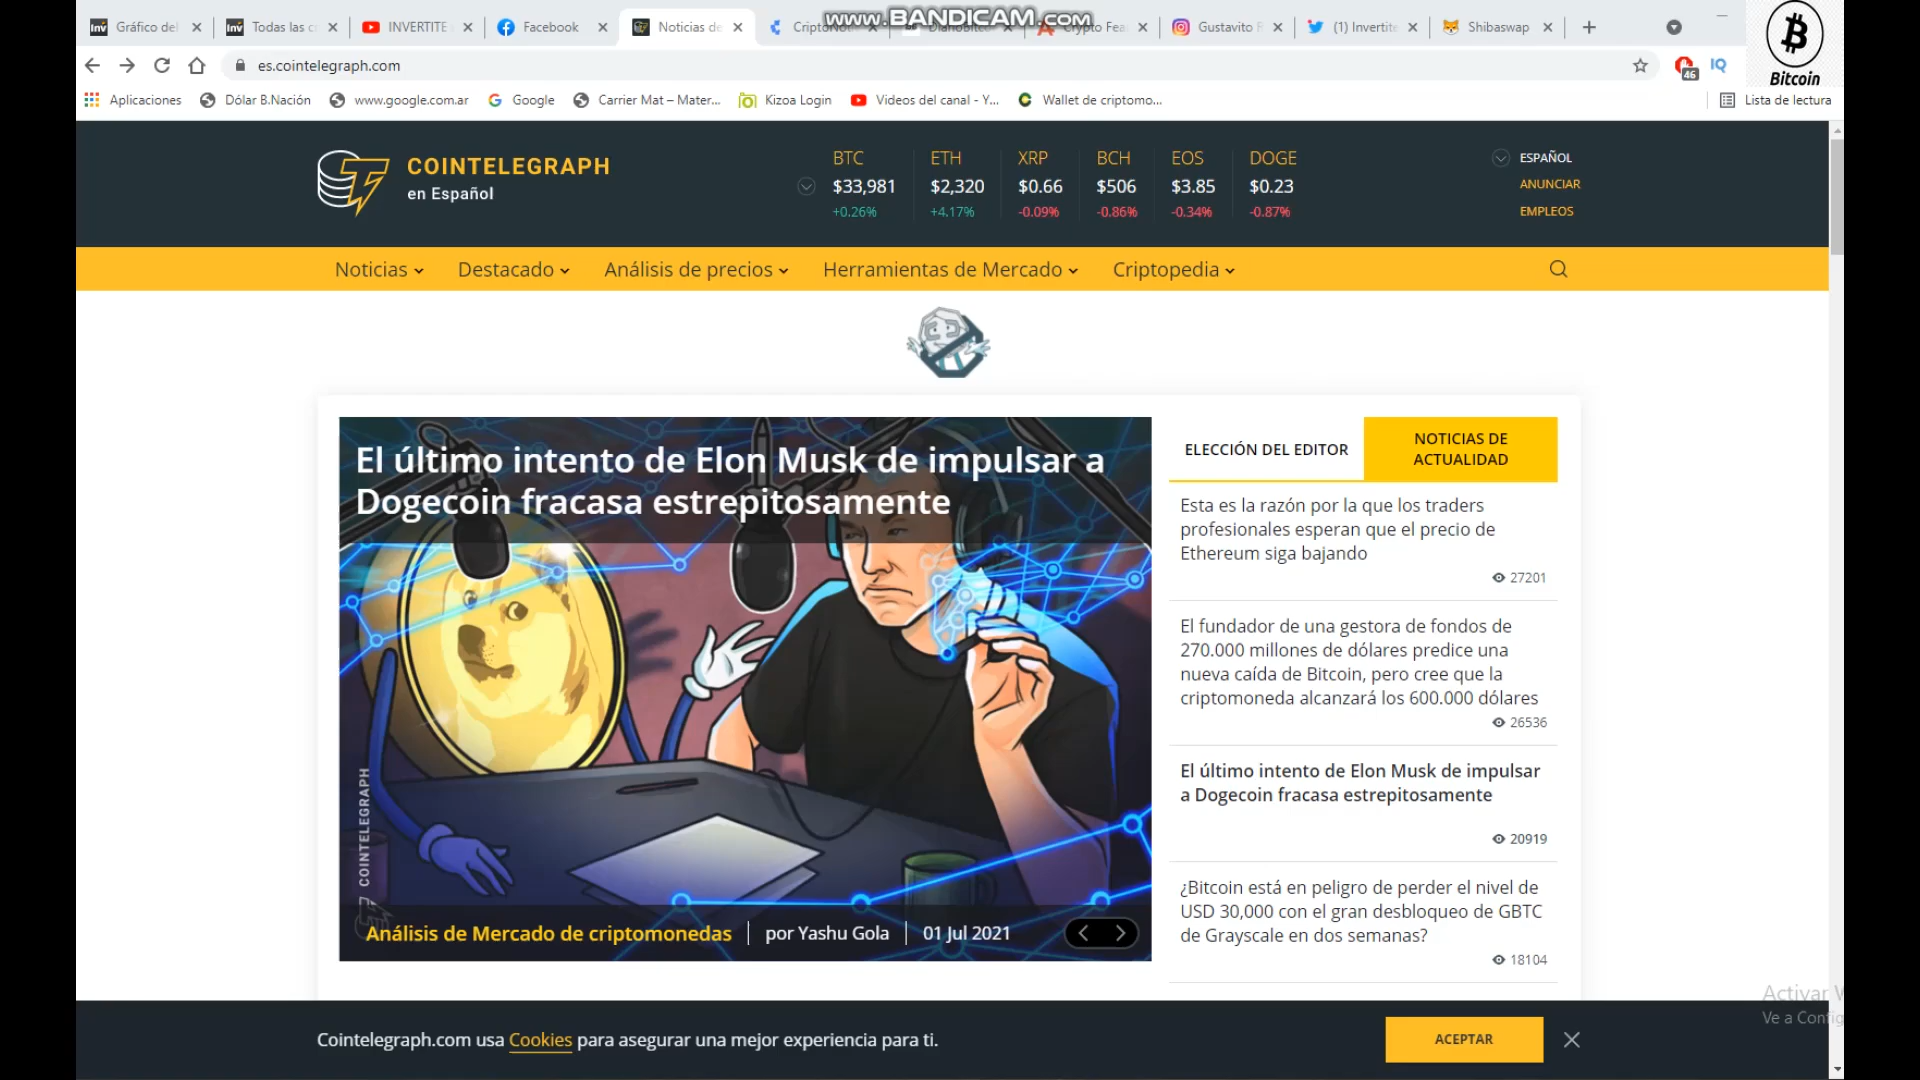 Gráfico del
Todas las cr
INVERTITE
Facebook
Noticias de
www.BANDICAM.com
Crypto Fea
Gustavito R
(1) Invertite
Shibaswap
es.cointelegraph.com
46
IQ
Bitcoin
Aplicaciones
Dólar B.Nación
www.google.com.ar
Google
Carrier Mat – Mater...
Kizoa Login
Videos del canal - Y...
Wallet de criptomo...
Lista de lectura
COINTELEGRAPH
en Español
BTC ETH XRP BCH EOS DOGE
$33,981 $2,320 $0.66 $506 $3.85 $0.23
+0.26% +4.17% -0.09% -0.86% -0.34% -0.87%
ESPAÑOL
ANUNCIAR
EMPLEOS
Noticias
Destacado
Análisis de precios
Herramientas de Mercado
Criptopedia
El último intento de Elon Musk de impulsar a
Dogecoin fracasa estrepitosamente
COINTELEGRAPH
Análisis de Mercado de criptomonedas
por Yashu Gola
01 Jul 2021
ELECCIÓN DEL EDITOR
NOTICIAS DE
ACTUALIDAD
Esta es la razón por la que los traders
profesionales esperan que el precio de
Ethereum siga bajando
27201
El fundador de una gestora de fondos de
270.000 millones de dólares predice una
nueva caída de Bitcoin, pero cree que la
criptomoneda alcanzará los 600.000 dólares
26536
El último intento de Elon Musk de impulsar
a Dogecoin fracasa estrepitosamente
20919
¿Bitcoin está en peligro de perder el nivel de
USD 30,000 con el gran desbloqueo de GBTC
de Grayscale en dos semanas?
18104
Activar W
Ve a Config
Cointelegraph.com usa Cookies para asegurar una mejor experiencia para ti.
ACEPTAR